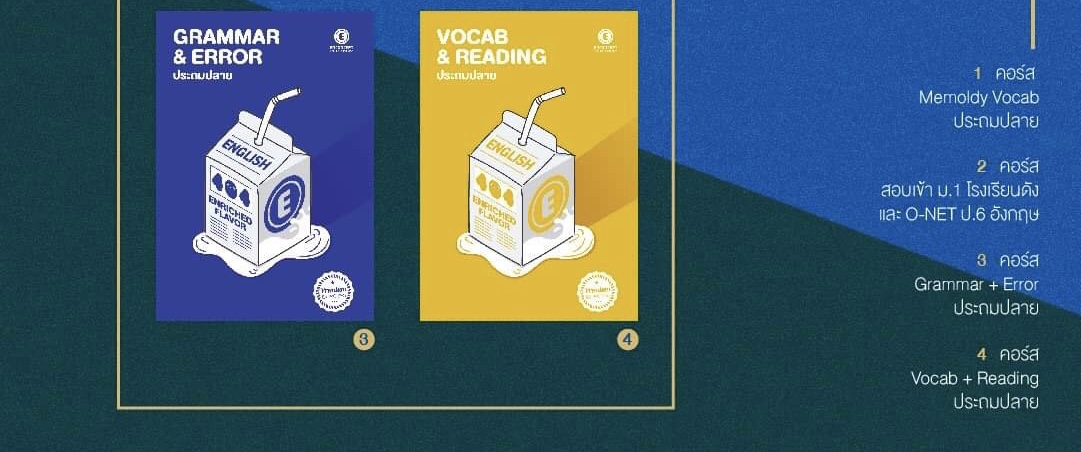 GRAMMAR
& ERROR
ประถมปลาย
ENGLISH
404
ENRICHED
FLAVOR
Premium
3
VOCAB
& READING
ประถมปลาย
ENGLISH
404
ENRICHED
FLAVOR
Premium
4
1 คอร์ส
Memoldy Vocab
ประถมปลาย
2 คอร์ส
สอบเข้า ม.1 โรงเรียนดัง
และ O-NET ป.6 อังกฤษ
3 คอร์ส
Grammar + Error
ประถมปลาย
4 คอร์ส
Vocab + Reading
ประถมปลาย